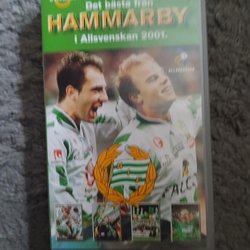 Det bästa från
HAMMARBY
i Allsvenskan 2001.